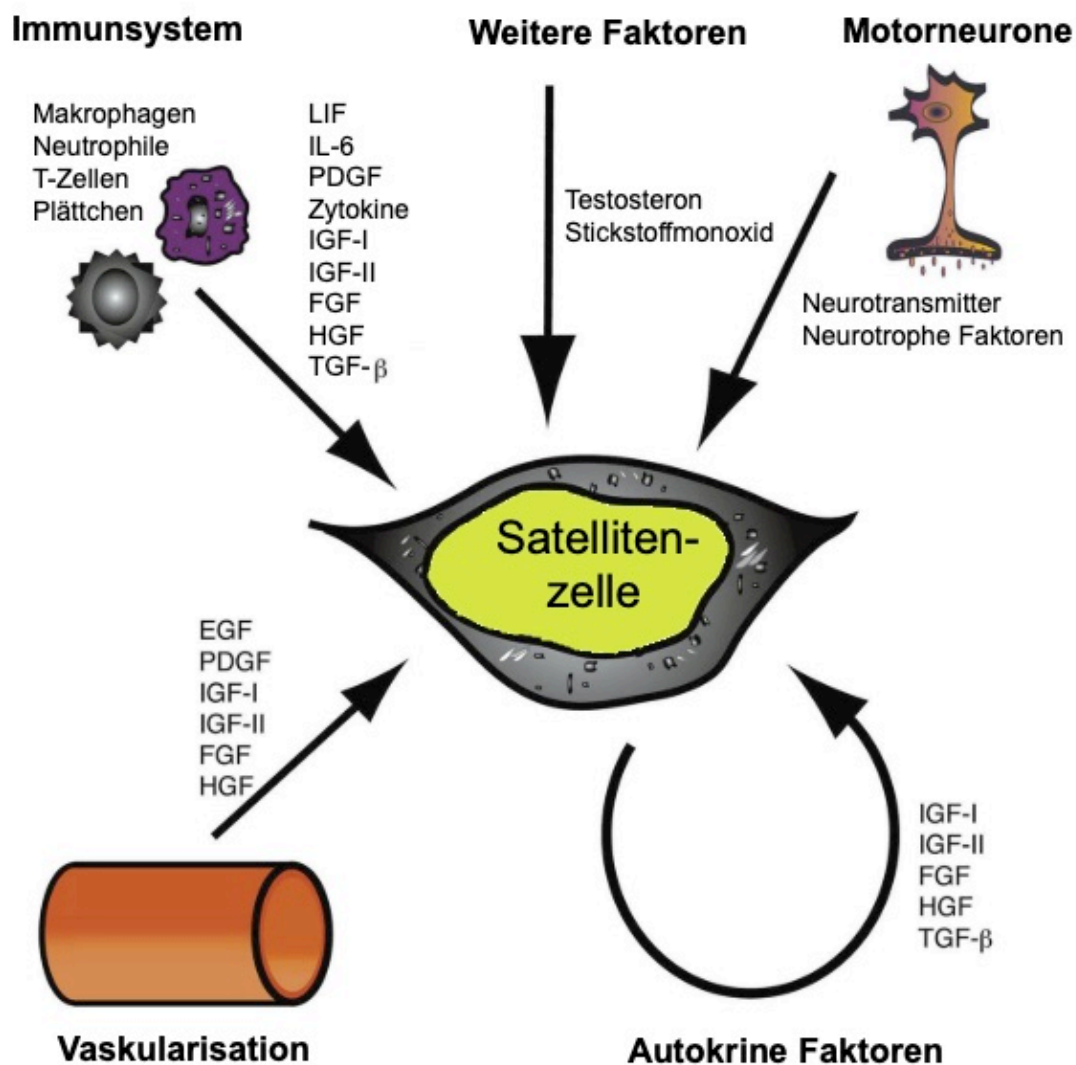 Immunsystem
Makrophagen
Neutrophile
T-Zellen
Plättchen
LIF
IL-6
PDGF
Zytokine
IGF-I
IGF-II
FGF
HGF
TGF-β
Weitere Faktoren
Testosteron
Stickstoffmonoxid
Motorneurone
Neurotransmitter
Neurotrophe Faktoren
Satelliten-
zelle
EGF
PDGF
IGF-I
IGF-II
FGF
HGF
Vaskularisation
IGF-I
IGF-II
FGF
HGF
TGF-β
Autokrine Faktoren